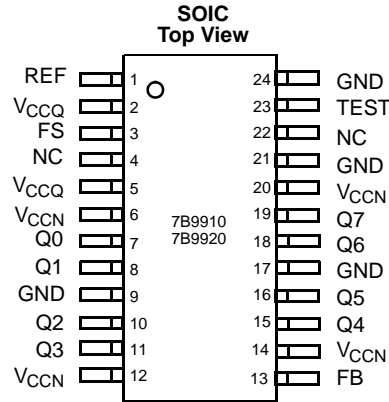 SOIC
Top View
REF 1 24 GND
VCCQ 2 23 TEST
FS 3 22 NC
NC 4 21 GND
VCCQ 5 20 VCCN
VCCN 6 19 Q7
Q0 7 18 Q6
Q1 8 17 GND
GND 9 16 Q5
Q2 10 15 Q4
Q3 11 14 VCCN
VCCN 12 13 FB
7B9910
7B9920